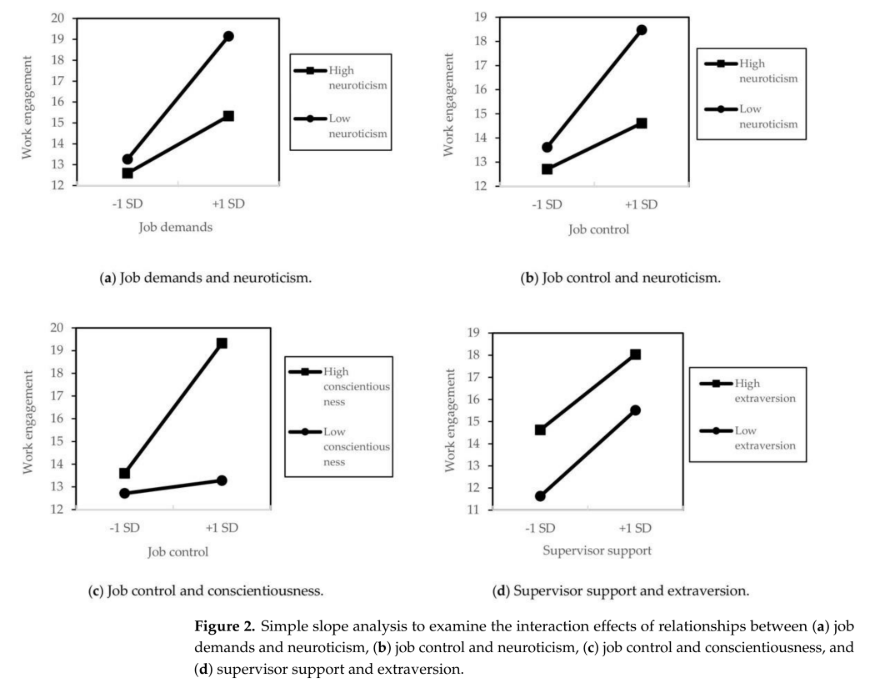 20
19
18
17
16
15
14
13
12
Work engagement
-1 SD
+1 SD
Job demands
High
neuroticism
Low
neuroticism
(a) Job demands and neuroticism.
19
18
17
16
15
14
13
12
Work engagement
-1 SD
+1 SD
Job control
High
neuroticism
Low
neuroticism
(b) Job control and neuroticism.
20
19
18
17
16
15
14
13
12
Work engagement
-1 SD
+1 SD
Job control
High
conscientious
ness
Low
conscientious
ness
(c) Job control and conscientiousness.
19
18
17
16
15
14
13
12
11
Work engagement
-1 SD
+1 SD
Supervisor support
High
extraversion
Low
extraversion
(d) Supervisor support and extraversion.
Figure 2. Simple slope analysis to examine the interaction effects of relationships between (a) job
demands and neuroticism, (b) job control and neuroticism, (c) job control and conscientiousness, and
(d) supervisor support and extraversion.